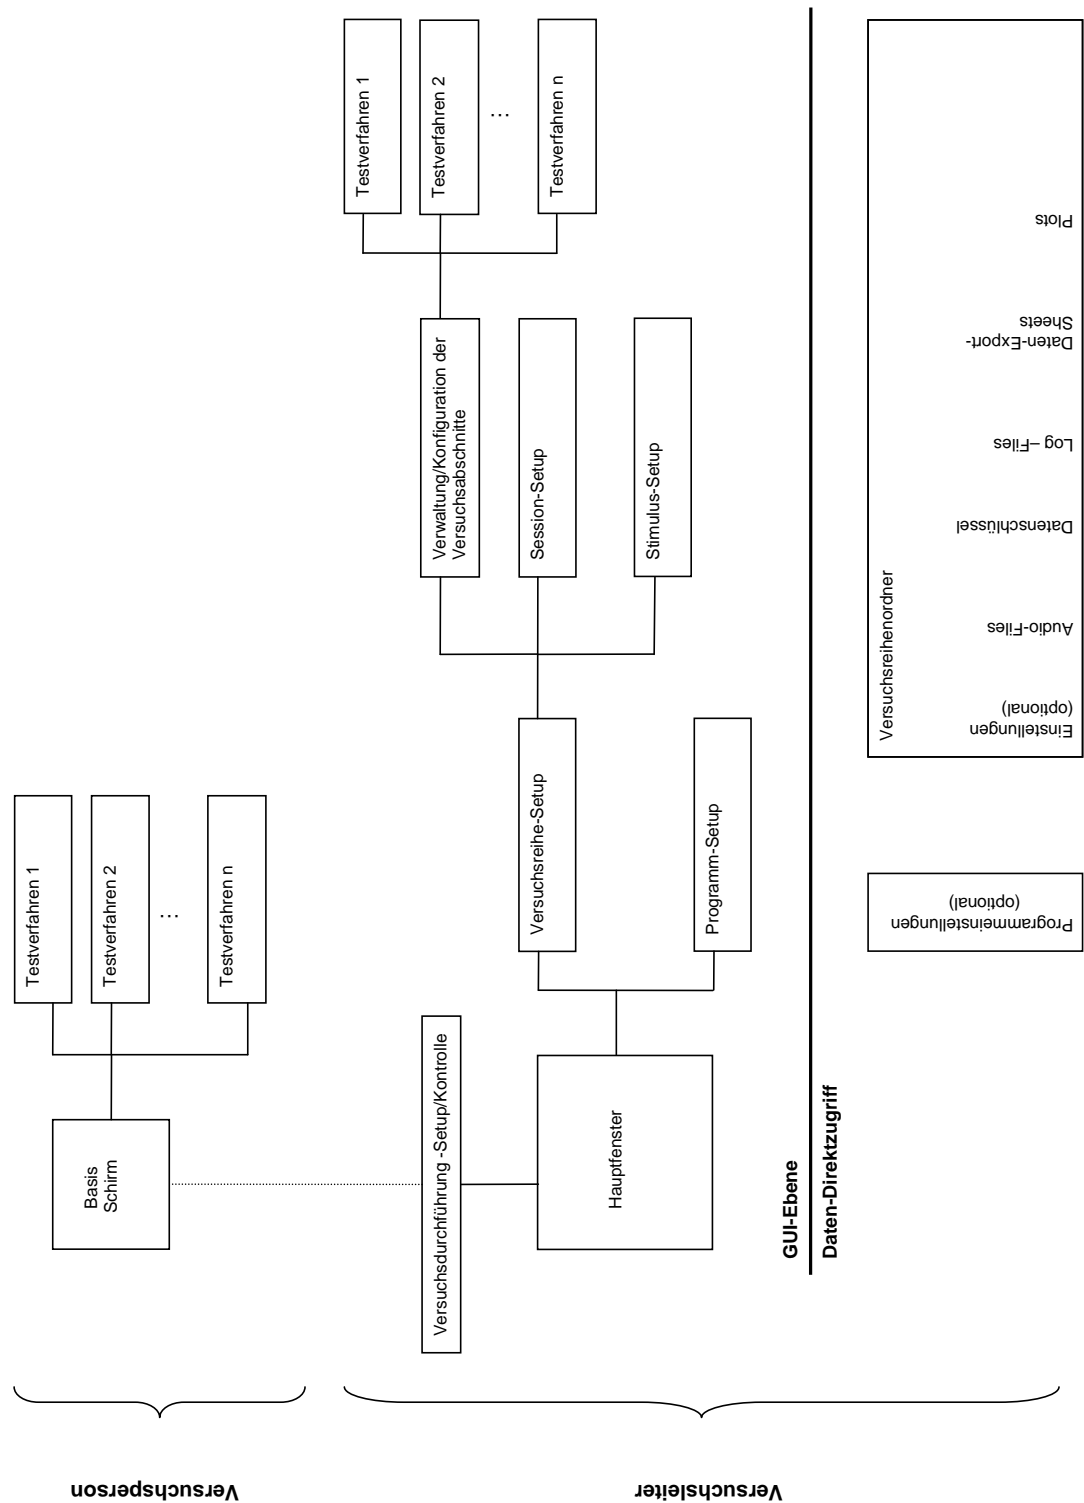 Versuchsperson
Basis
Schirm
Testverfahren 1
Testverfahren 2
...
Testverfahren n
Versuchsleiter
Versuchsdurchführung -Setup/Kontrolle
Hauptfenster
Versuchsreihe-Setup
Programm-Setup
Verwaltung/Konfiguration der
Versuchsabschnitte
Session-Setup
Stimulus-Setup
Testverfahren 1
Testverfahren 2
...
Testverfahren n
GUI-Ebene
Daten-Direktzugriff
Programmeinstellungen
(optional)
Versuchsreihenordner
Einstellungen
(optional)
Audio-Files
Datenschlüssel
Log –Files
Daten-Export-
Sheets
Plots